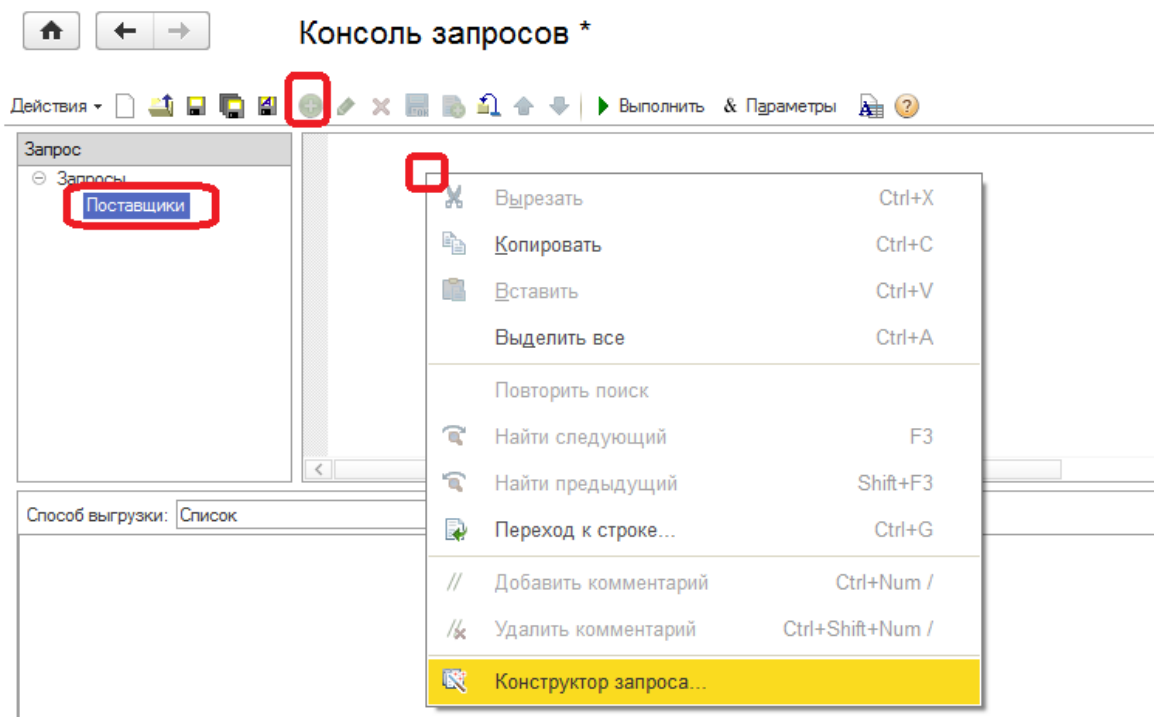 Консоль запросов *
Действия Выполнить & Параметры
Запрос
Запросы
Поставщики
Вырезать Ctrl+X
Копировать Ctrl+C
Вставить Ctrl+V
Выделить все Ctrl+A
Повторить поиск
Найти следующий F3
Найти предыдущий Shift+F3
Переход к строке... Ctrl+G
// Добавить комментарий Ctrl+Num /
Удалить комментарий Ctrl+Shift+Num /
Конструктор запроса...
Способ выгрузки: Список